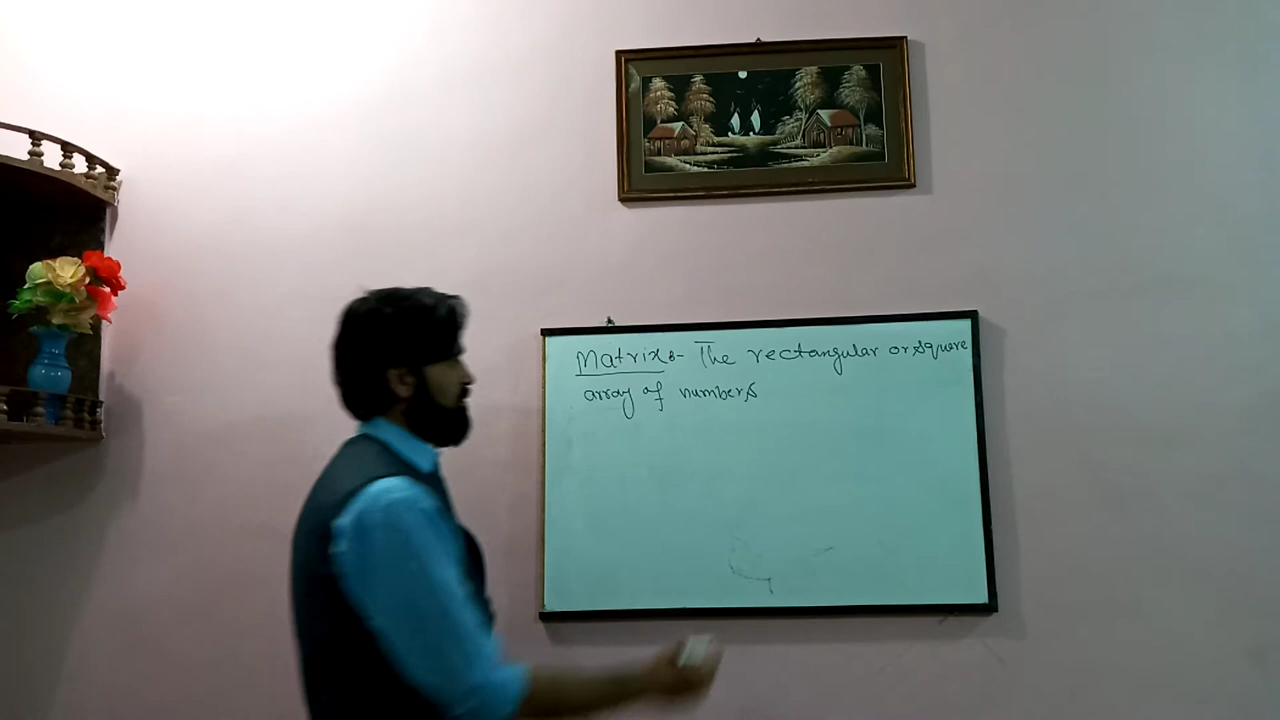 Matrix:- The rectangular or square
array of numbers